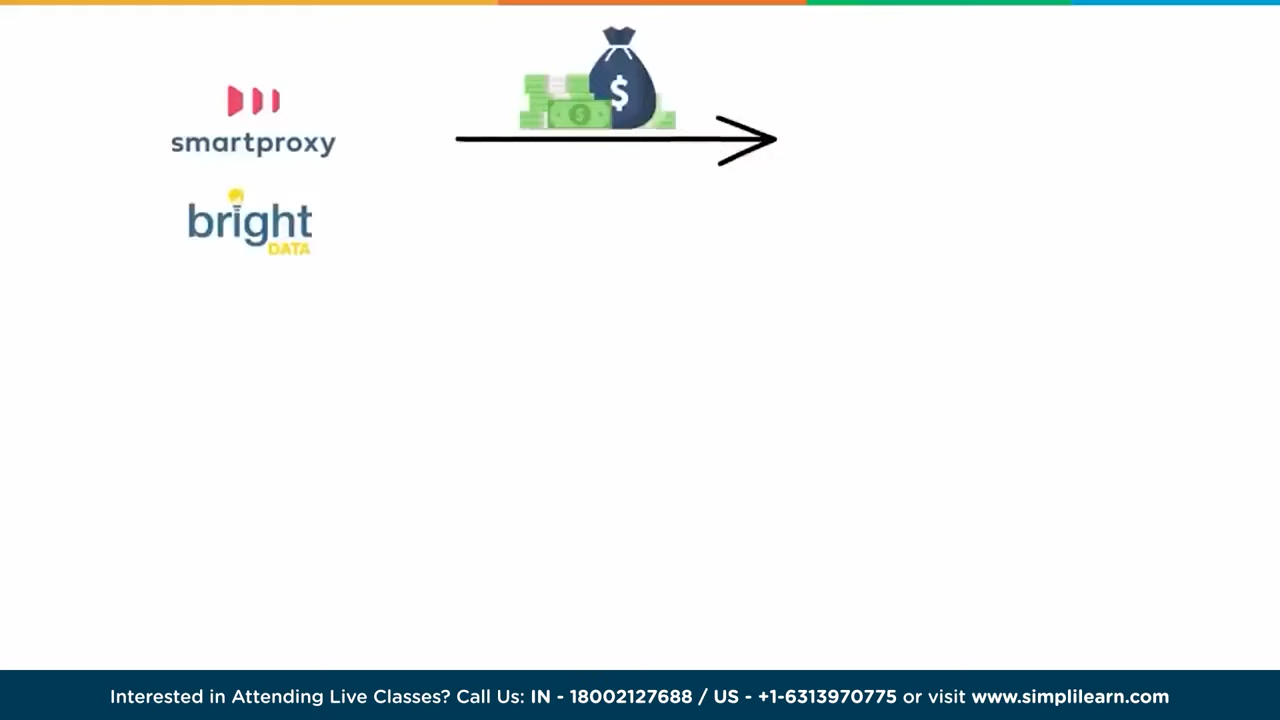 $
$
smartproxy
bright
DATA
Interested in Attending Live Classes? Call Us: IN - 18002127688 / US - +1-6313970775 or visit www.simplilearn.com